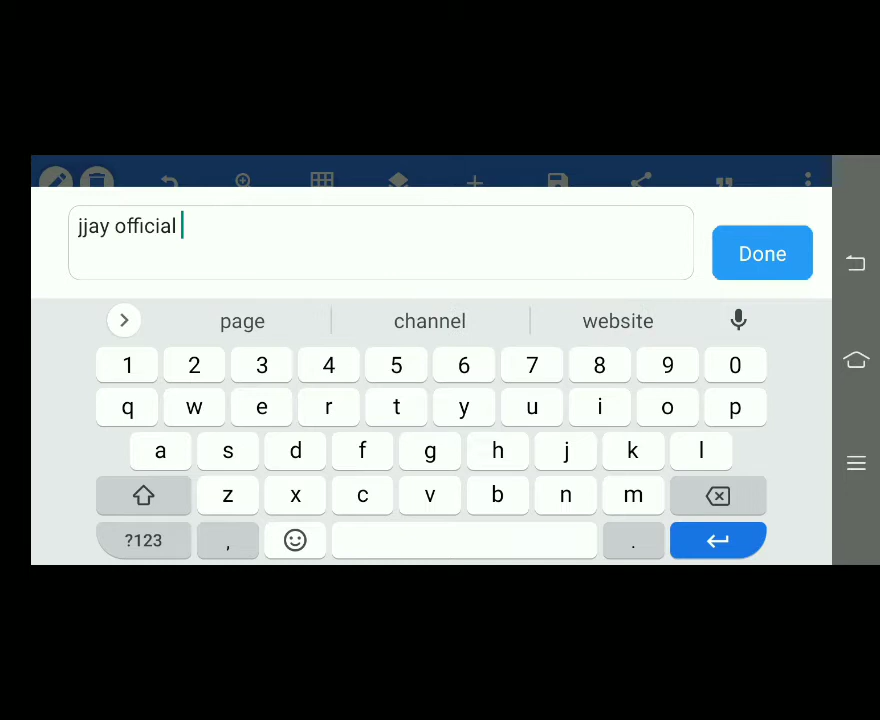 jjay official
Done
page channel website
1 2 3 4 5 6 7 8 9 0
q w e r t y u i o p
a s d f g h j k l
z x c v b n m
?123 , .